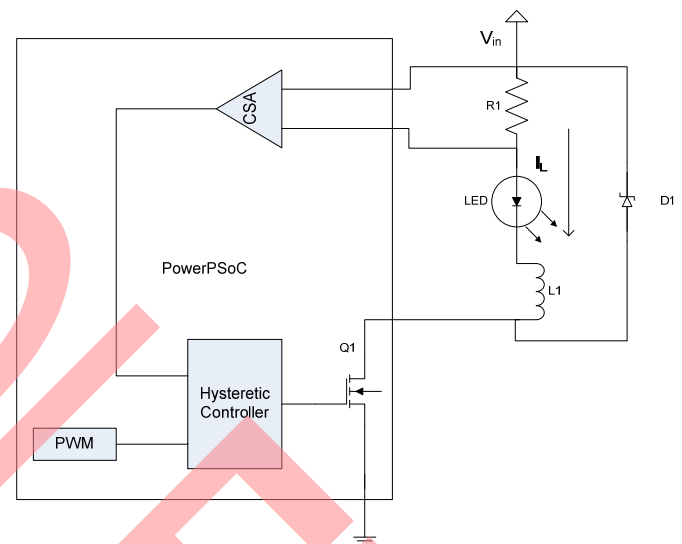 Vin
R1
CSA
IL
LED
D1
PowerPSoC
L1
Q1
Hysteretic
Controller
PWM